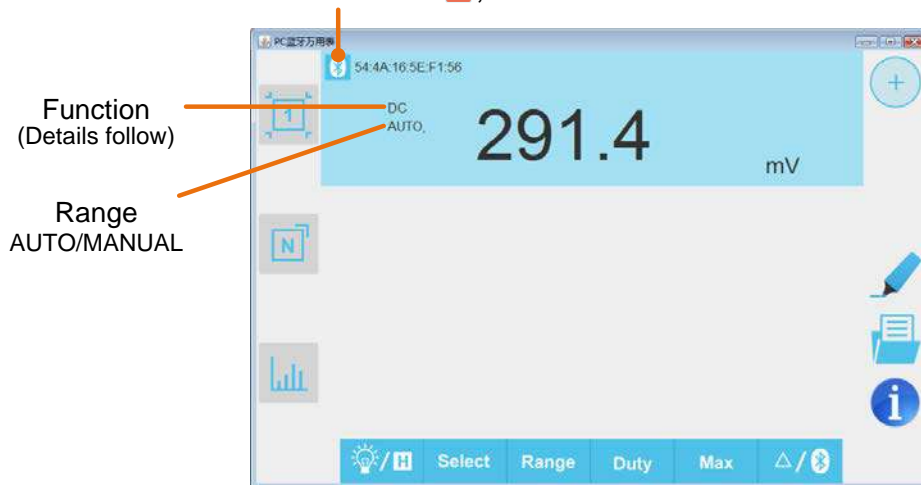 PC蓝牙万用表
54:4A:16:5E:F1:56
Function
(Details follow)
DC
1
AUTO,
291.4
mV
Range
AUTO/MANUAL
N
i
/H Select Range Duty Max △/